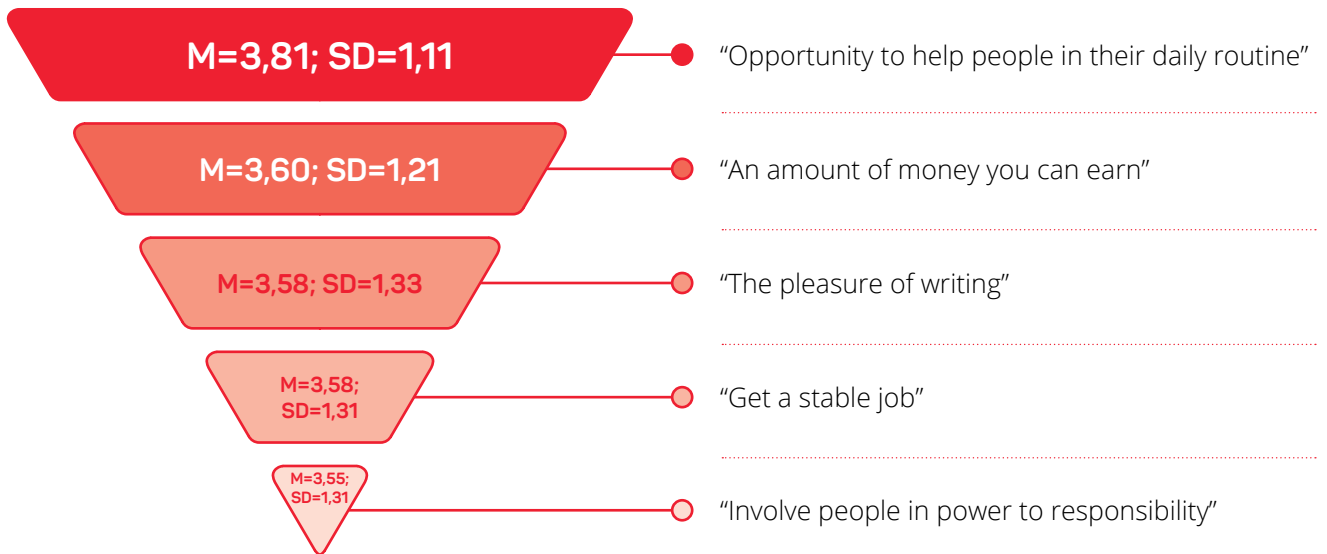 M=3,81; SD=1,11
“Opportunity to help people in their daily routine”
M=3,60; SD=1,21
“An amount of money you can earn”
M=3,58; SD=1,33
“The pleasure of writing”
M=3,58;
SD=1,31
“Get a stable job”
M=3,55;
SD=1,31
“Involve people in power to responsibility”